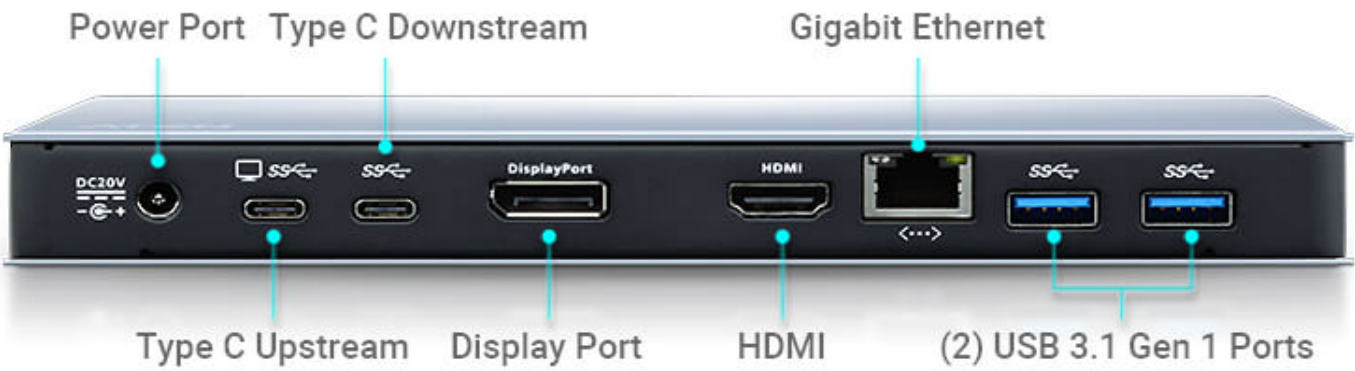 Power Port
Type C Downstream
Gigabit Ethernet
DC20V
DisplayPort
HDMI
Type C Upstream
Display Port
HDMI
(2) USB 3.1 Gen 1 Ports